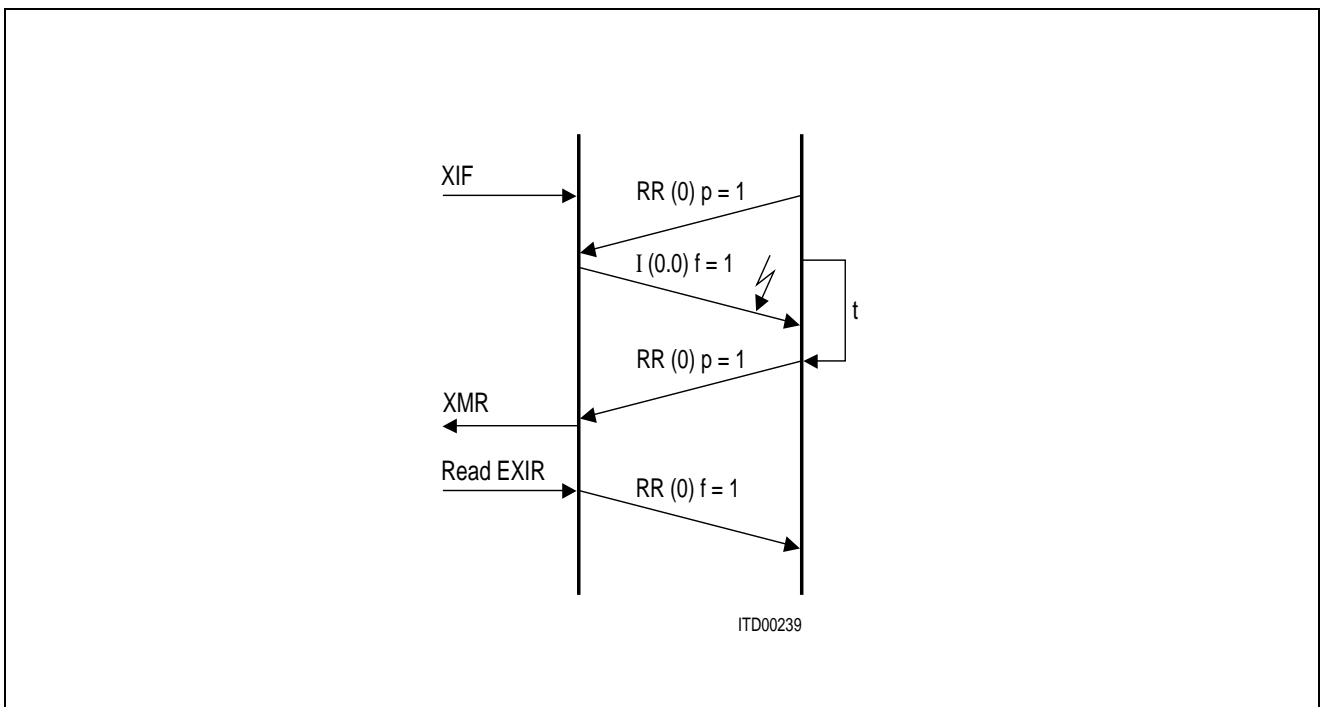 XIF
RR (0) p = 1
I (0.0) f = 1
t
RR (0) p = 1
XMR
Read EXIR
RR (0) f = 1
ITD00239